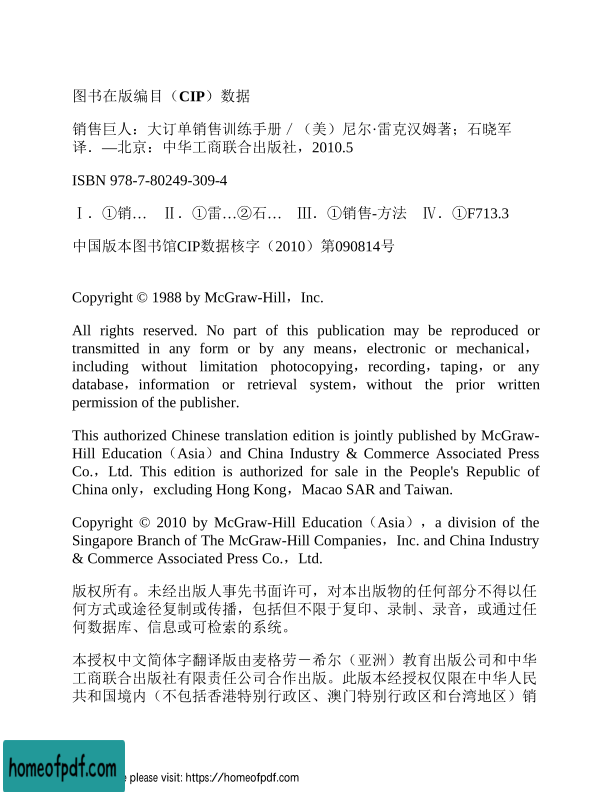 图书在版编目（CIP）数据
销售巨人：大订单销售训练手册／（美）尼尔·雷克汉姆著；石晓军
译．—北京：中华工商联合出版社，2010.5
ISBN 978-7-80249-309-4
Ⅰ．①销… Ⅱ．①雷…②石… Ⅲ．①销售-方法 Ⅳ．①F713.3
中国版本图书馆CIP数据核字（2010）第090814号
Copyright © 1988 by McGraw-Hill，Inc.
All rights reserved. No part of this publication may be reproduced or
transmitted in any form or by any means，electronic or mechanical，
including without limitation photocopying，recording，taping，or any
database，information or retrieval system，without the prior written
permission of the publisher.
This authorized Chinese translation edition is jointly published by McGraw-
Hill Education（Asia）and China Industry & Commerce Associated Press
Co.，Ltd. This edition is authorized for sale in the People's Republic of
China only，excluding Hong Kong，Macao SAR and Taiwan.
Copyright © 2010 by McGraw-Hill Education（Asia），a division of the
Singapore Branch of The McGraw-Hill Companies，Inc. and China Industry
& Commerce Associated Press Co.，Ltd.
版权所有。未经出版人事先书面许可，对本出版物的任何部分不得以任
何方式或途径复制或传播，包括但不限于复印、录制、录音，或通过任
何数据库、信息或可检索的系统。
本授权中文简体字翻译版由麦格劳－希尔（亚洲）教育出版公司和中华
工商联合出版社有限责任公司合作出版。此版本经授权仅限在中华人民
共和国境内（不包括香港特别行政区、澳门特别行政区和台湾地区）销
homeofpdf.com
please visit: https://homeofpdf.com